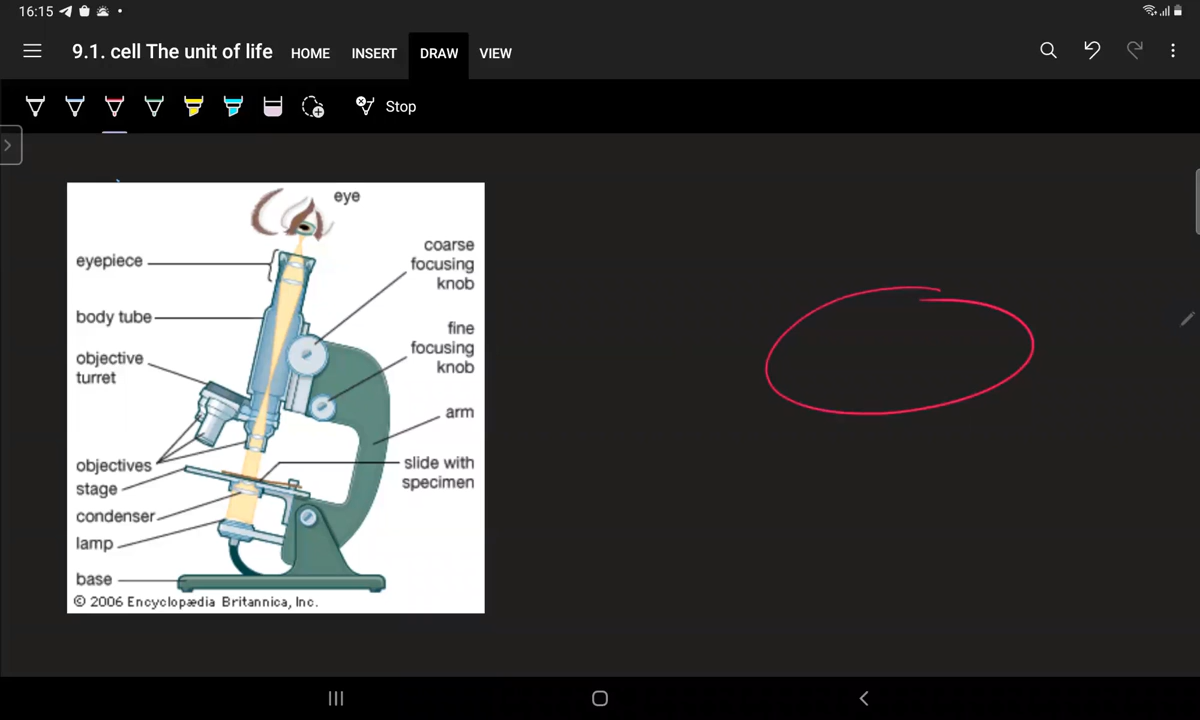 16:15
9.1. cell The unit of life HOME INSERT DRAW VIEW
Stop
eye
eyepiece
coarse
focusing
knob
body tube
fine
focusing
knob
objective
turret
arm
objectives
slide with
specimen
stage
condenser
lamp
base
© 2006 Encyclopædia Britannica, Inc.